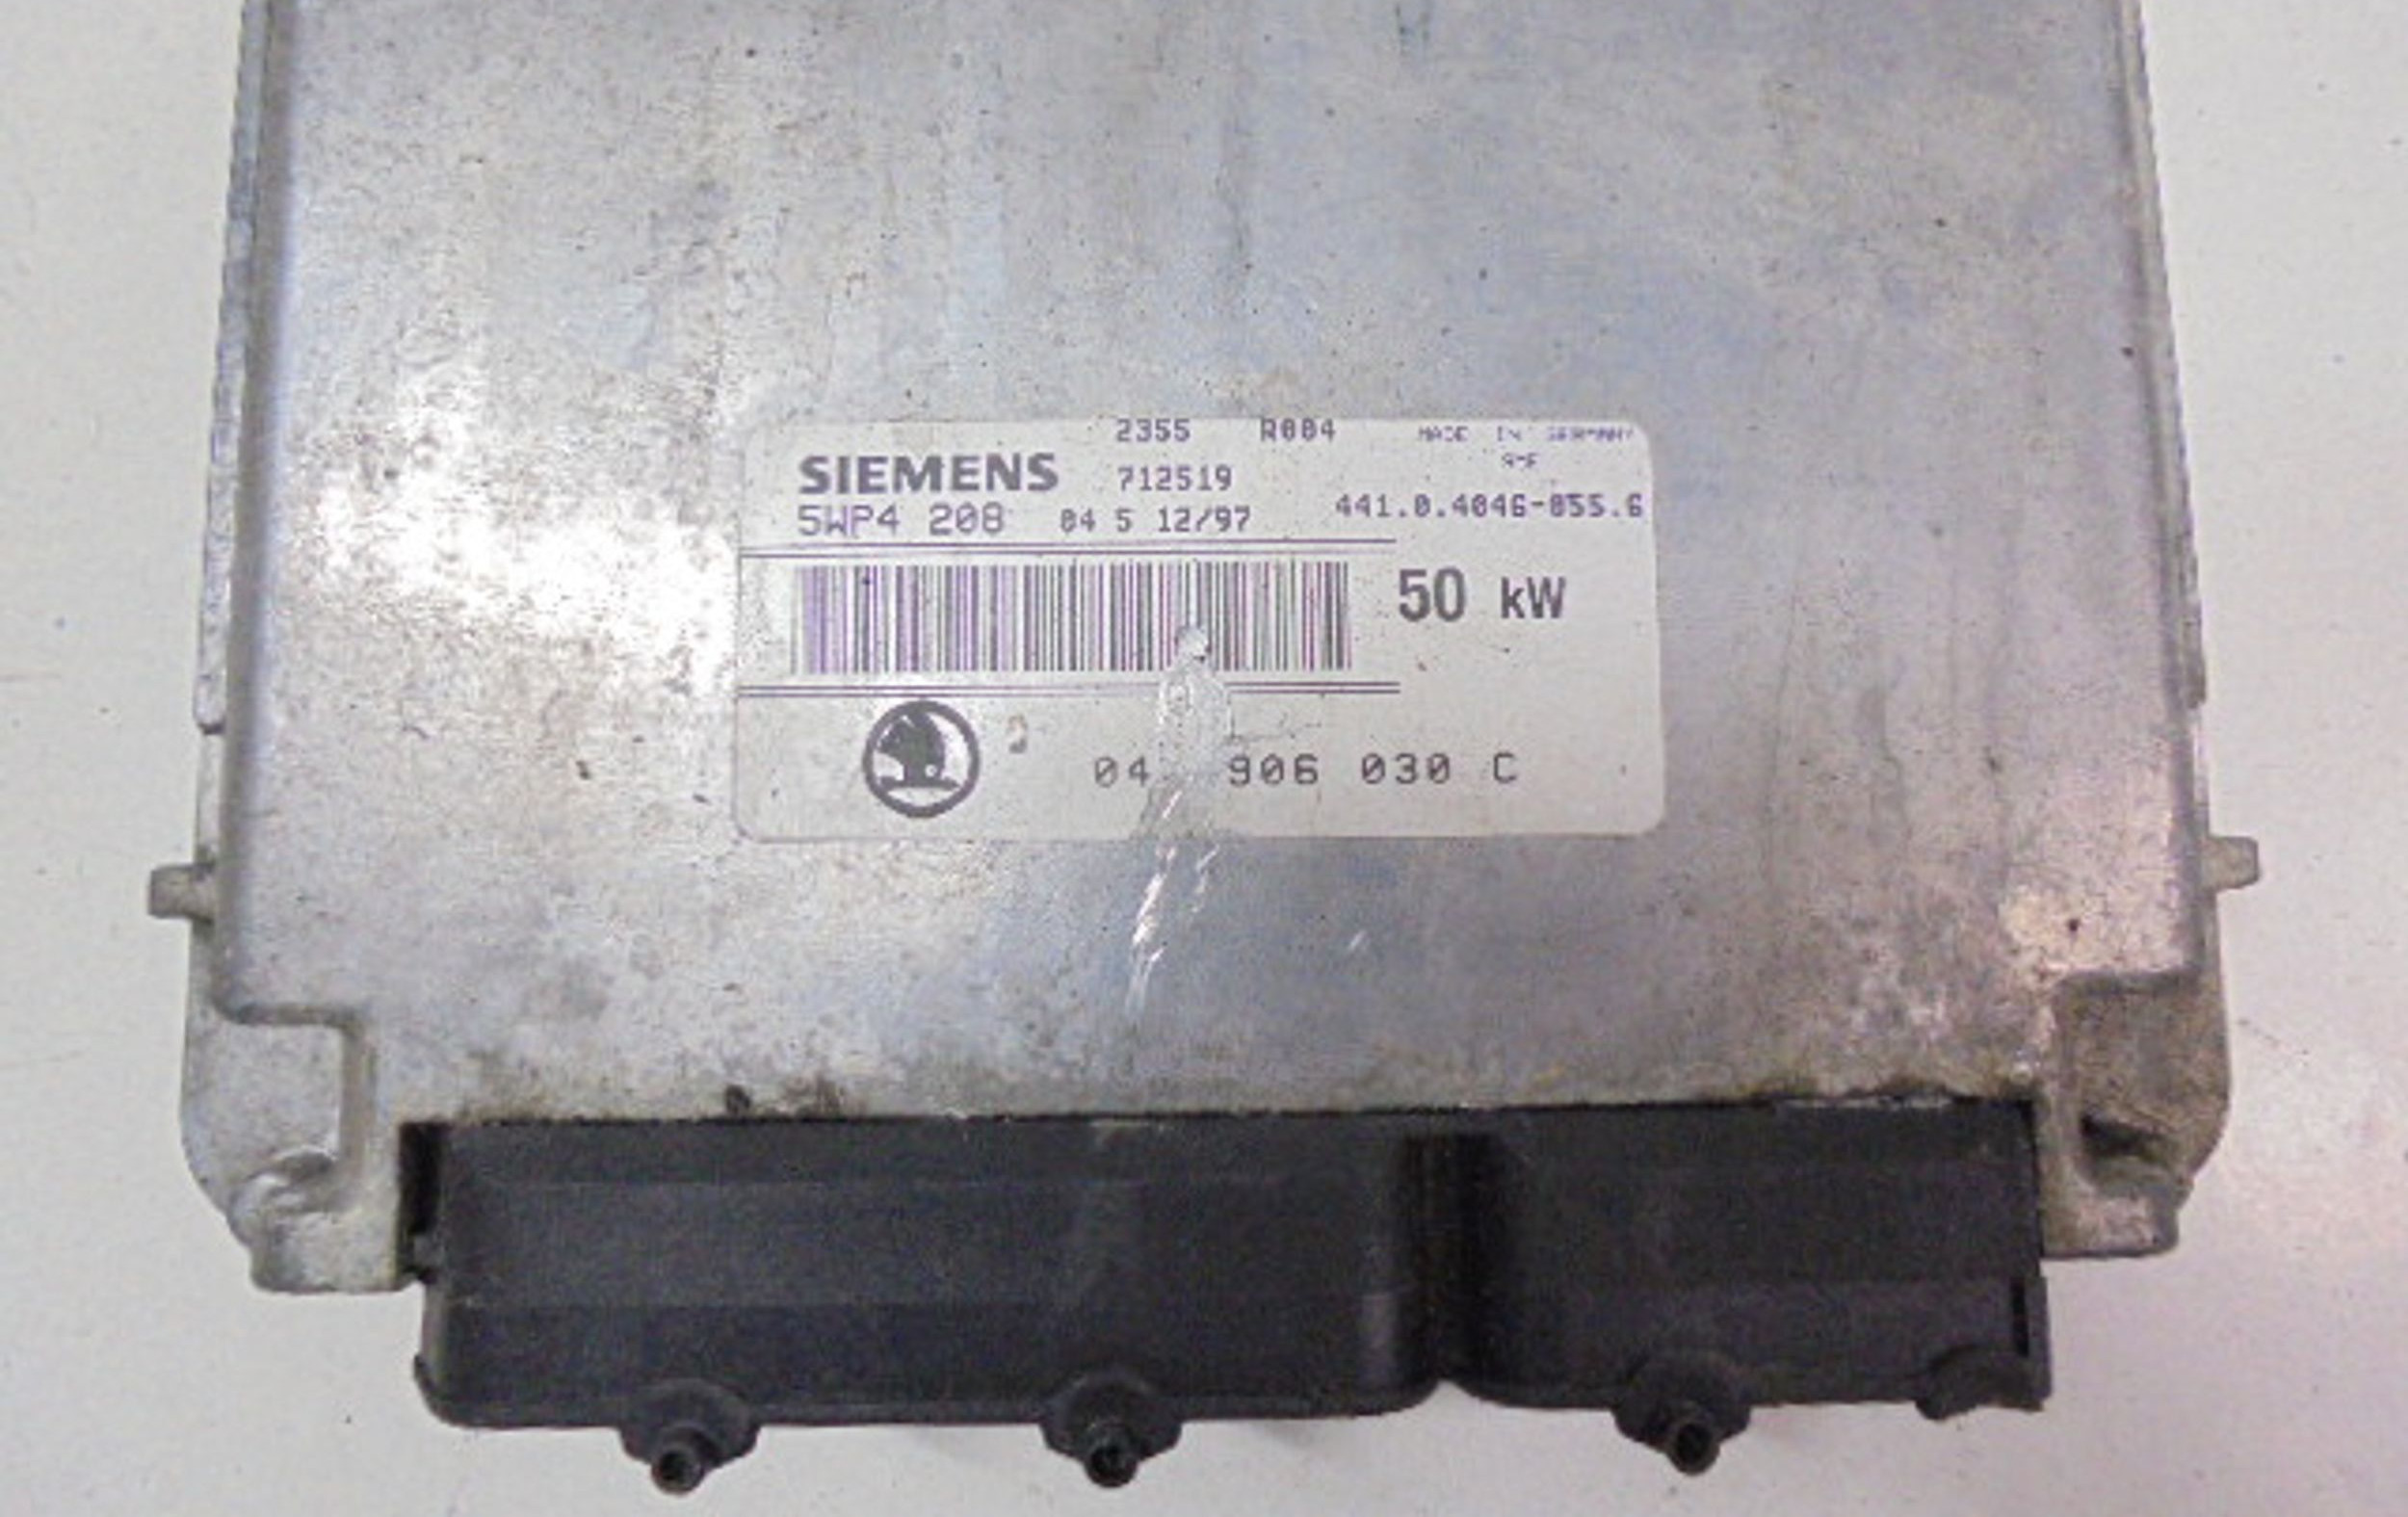 2355 R004 MADE IN GERMANY
SIEMENS 712519
5WP4 208 04 5 12/97 441.0.4046-055.6
50 kW
04 906 030 C